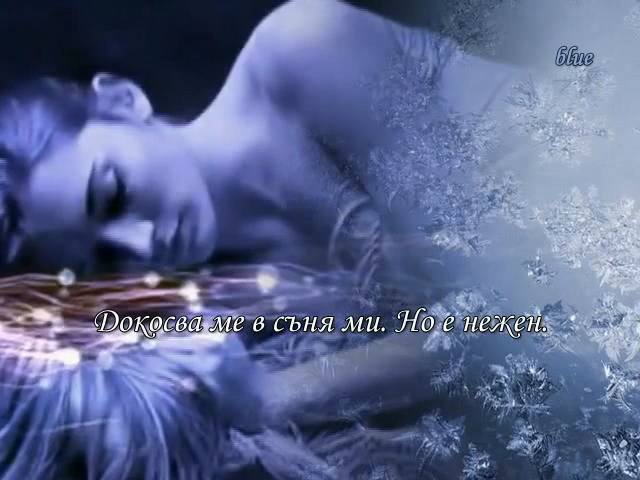 blue
Докосва ме в съня ми. Но е нежен.